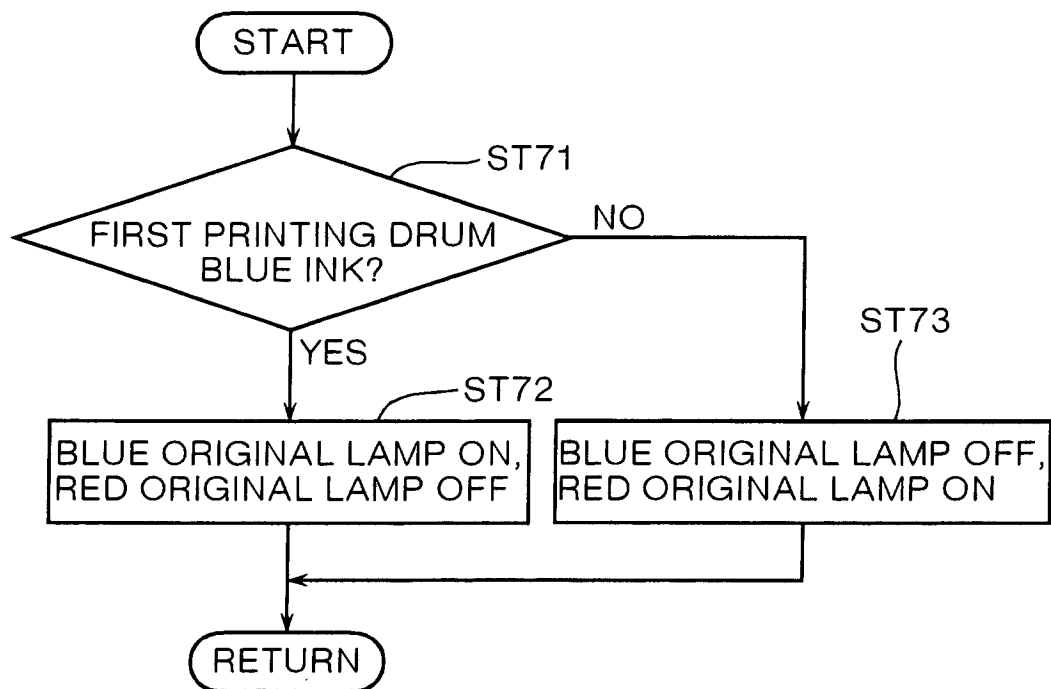 START
ST71
FIRST PRINTING DRUM
BLUE INK?
NO
YES
ST73
ST72
BLUE ORIGINAL LAMP ON,
RED ORIGINAL LAMP OFF
BLUE ORIGINAL LAMP OFF,
RED ORIGINAL LAMP ON
RETURN